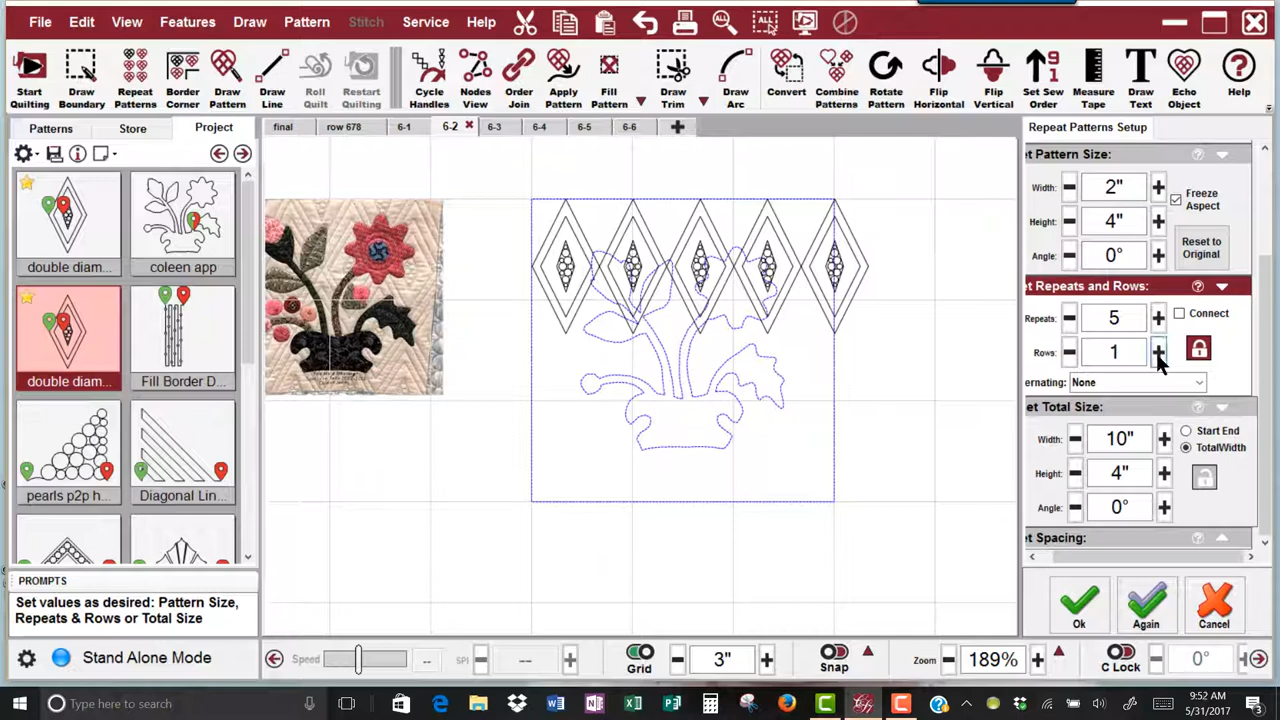 File Edit View Features Draw Pattern Stitch Service Help
ALL
Start Quilting
Draw Boundary
Repeat Patterns
Border Corner
Draw Pattern
Draw Line
Roll Quilt
Restart Quilting
Cycle Handles
Nodes View
Order Join
Apply Pattern
Fill Pattern
Draw Trim
Draw Arc
Convert
Combine Patterns
Rotate Pattern
Flip Horizontal
Flip Vertical
Set Sew Order
Measure Tape
Draw Text
Echo Object
Help
Patterns Store Project
final row 678 6-1 6-2 6-3 6-4 6-5 6-6
Repeat Patterns Setup
double diam...
coleen app
double diam...
Fill Border D...
pearls p2p h...
Diagonal Lin...
et Pattern Size:
Width: 2"
Height: 4"
Angle: 0°
Freeze Aspect
Reset to Original
et Repeats and Rows:
Repeats: 5
Connect
Rows: 1
ernating: None
et Total Size:
Width: 10"
Start End
TotalWidth
Height: 4"
Angle: 0°
et Spacing:
Ok
Again
Cancel
PROMPTS
Set values as desired: Pattern Size,
Repeats & Rows or Total Size
Stand Alone Mode
Speed -- SPI --
Grid 3"
Snap
Zoom 189%
C Lock 0°
Type here to search
9:52 AM
5/31/2017